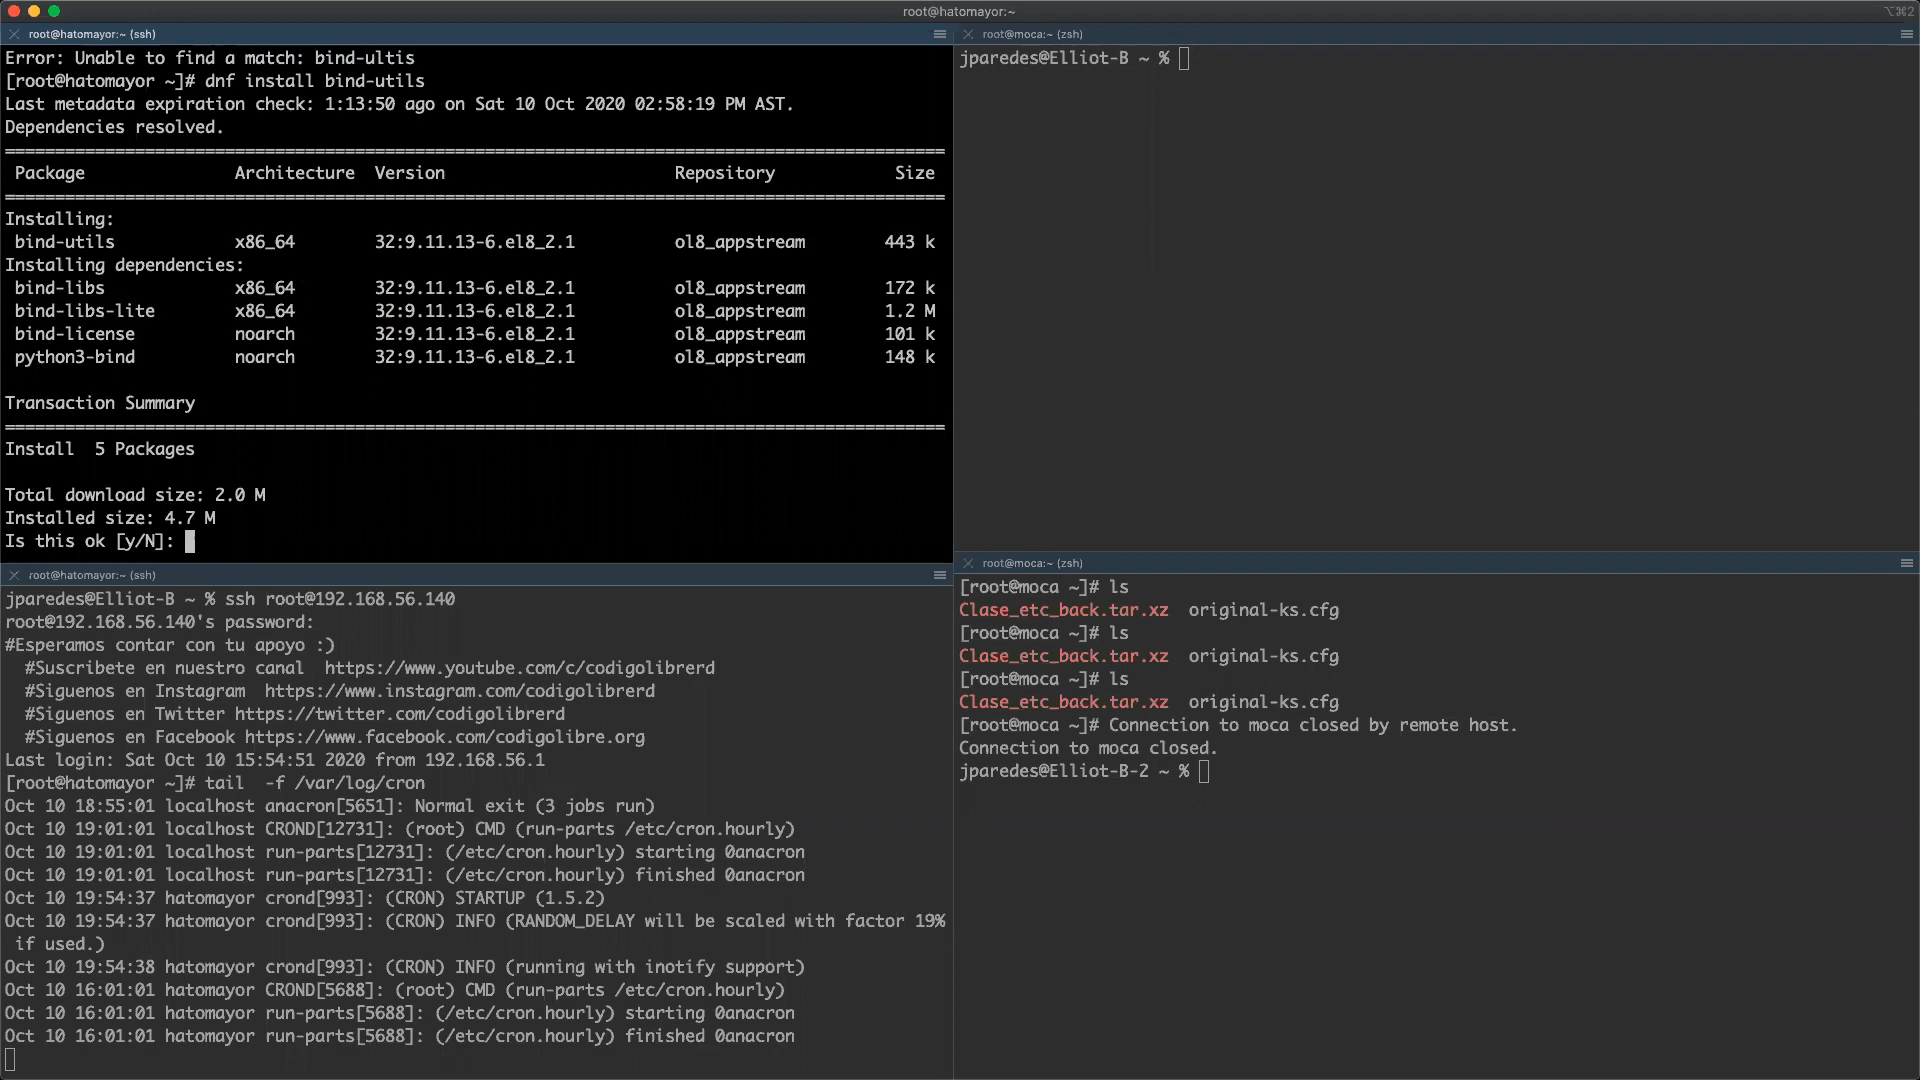 root@hatomayor:~
⌥⌘2
root@hatomayor:~ (ssh)
Error: Unable to find a match: bind-ultis
[root@hatomayor ~]# dnf install bind-utils
Last metadata expiration check: 1:13:50 ago on Sat 10 Oct 2020 02:58:19 PM AST.
Dependencies resolved.
================================================================================
Package Architecture Version Repository Size
================================================================================
Installing:
bind-utils x86_64 32:9.11.13-6.el8_2.1 ol8_appstream 443 k
Installing dependencies:
bind-libs x86_64 32:9.11.13-6.el8_2.1 ol8_appstream 172 k
bind-libs-lite x86_64 32:9.11.13-6.el8_2.1 ol8_appstream 1.2 M
bind-license noarch 32:9.11.13-6.el8_2.1 ol8_appstream 101 k
python3-bind noarch 32:9.11.13-6.el8_2.1 ol8_appstream 148 k
Transaction Summary
================================================================================
Install 5 Packages
Total download size: 2.0 M
Installed size: 4.7 M
Is this ok [y/N]:
root@hatomayor:~ (ssh)
jparedes@Elliot-B ~ % ssh root@192.168.56.140
root@192.168.56.140's password:
#Esperamos contar con tu apoyo :)
#Suscribete en nuestro canal https://www.youtube.com/c/codigolibrerd
#Siguenos en Instagram https://www.instagram.com/codigolibrerd
#Siguenos en Twitter https://twitter.com/codigolibrerd
#Siguenos en Facebook https://www.facebook.com/codigolibre.org
Last login: Sat Oct 10 15:54:51 2020 from 192.168.56.1
[root@hatomayor ~]# tail -f /var/log/cron
Oct 10 18:55:01 localhost anacron[5651]: Normal exit (3 jobs run)
Oct 10 19:01:01 localhost CROND[12731]: (root) CMD (run-parts /etc/cron.hourly)
Oct 10 19:01:01 localhost run-parts[12731]: (/etc/cron.hourly) starting 0anacron
Oct 10 19:01:01 localhost run-parts[12731]: (/etc/cron.hourly) finished 0anacron
Oct 10 19:54:37 hatomayor crond[993]: (CRON) STARTUP (1.5.2)
Oct 10 19:54:37 hatomayor crond[993]: (CRON) INFO (RANDOM_DELAY will be scaled with factor 19%
if used.)
Oct 10 19:54:38 hatomayor crond[993]: (CRON) INFO (running with inotify support)
Oct 10 16:01:01 hatomayor CROND[5688]: (root) CMD (run-parts /etc/cron.hourly)
Oct 10 16:01:01 hatomayor run-parts[5688]: (/etc/cron.hourly) starting 0anacron
Oct 10 16:01:01 hatomayor run-parts[5688]: (/etc/cron.hourly) finished 0anacron
root@moca:~ (zsh)
jparedes@Elliot-B ~ %
root@moca:~ (zsh)
[root@moca ~]# ls
Clase_etc_back.tar.xz original-ks.cfg
[root@moca ~]# ls
Clase_etc_back.tar.xz original-ks.cfg
[root@moca ~]# ls
Clase_etc_back.tar.xz original-ks.cfg
[root@moca ~]# Connection to moca closed by remote host.
Connection to moca closed.
jparedes@Elliot-B-2 ~ %